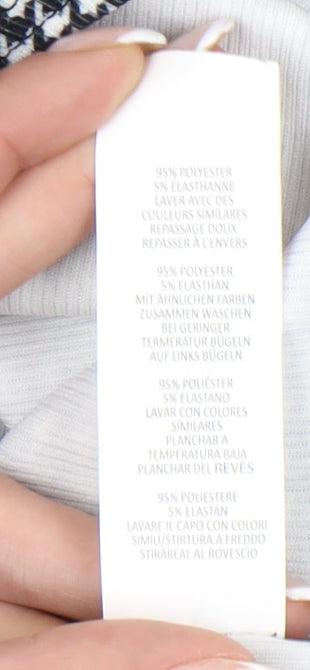 95% POLYESTER
5% ELASTHANNE
LAVER AVEC DES
COULEURS SIMILARES
REPASSAGE DOUX
REPASSER À L'ENVERS
95% POLYESTER
5% ELASTHAN
MIT ÄHNLICHEN FARBEN
ZUSAMMEN WASCHEN
BEI GERINGER
TERMERATUR BÜGELN
AUF LINKS BÜGELN
95% POLIÉSTER
5% ELASTANO
LAVAR CON COLORES
SIMILARES
PLANCHAR A
TEMPERATURA BAJA
PLANCHAR DEL REVÉS
95% POLIESTERE
5% ELASTAN
LAVARE IL CAPO CON COLORI
SIMILI/STIRTURA A FREDDO
STIRAREAL AL ROVESCIO